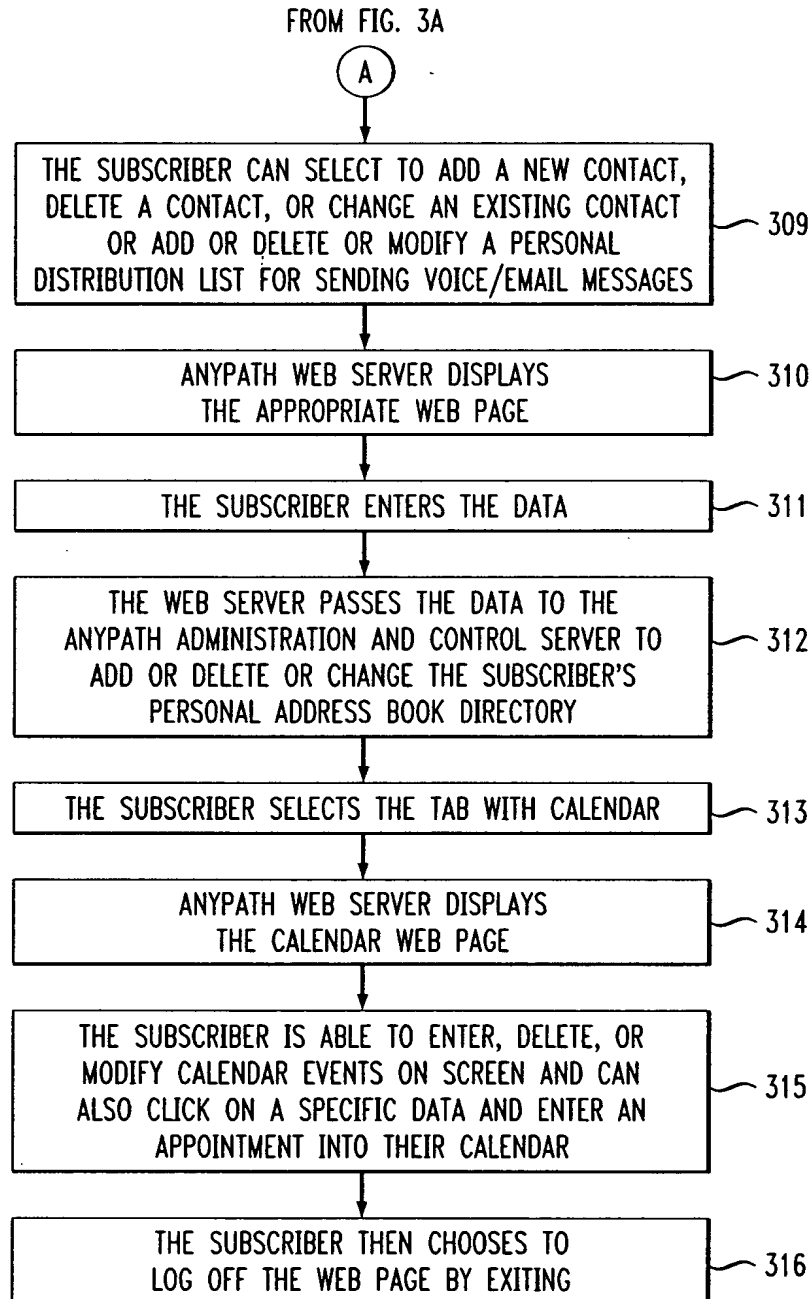 FROM FIG. 3A
A
THE SUBSCRIBER CAN SELECT TO ADD A NEW CONTACT,
DELETE A CONTACT, OR CHANGE AN EXISTING CONTACT
OR ADD OR DELETE OR MODIFY A PERSONAL
DISTRIBUTION LIST FOR SENDING VOICE/EMAIL MESSAGES
309
ANYPATH WEB SERVER DISPLAYS
THE APPROPRIATE WEB PAGE
310
THE SUBSCRIBER ENTERS THE DATA
311
THE WEB SERVER PASSES THE DATA TO THE
ANYPATH ADMINISTRATION AND CONTROL SERVER TO
ADD OR DELETE OR CHANGE THE SUBSCRIBER'S
PERSONAL ADDRESS BOOK DIRECTORY
312
THE SUBSCRIBER SELECTS THE TAB WITH CALENDAR
313
ANYPATH WEB SERVER DISPLAYS
THE CALENDAR WEB PAGE
314
THE SUBSCRIBER IS ABLE TO ENTER, DELETE, OR
MODIFY CALENDAR EVENTS ON SCREEN AND CAN
ALSO CLICK ON A SPECIFIC DATA AND ENTER AN
APPOINTMENT INTO THEIR CALENDAR
315
THE SUBSCRIBER THEN CHOOSES TO
LOG OFF THE WEB PAGE BY EXITING
316